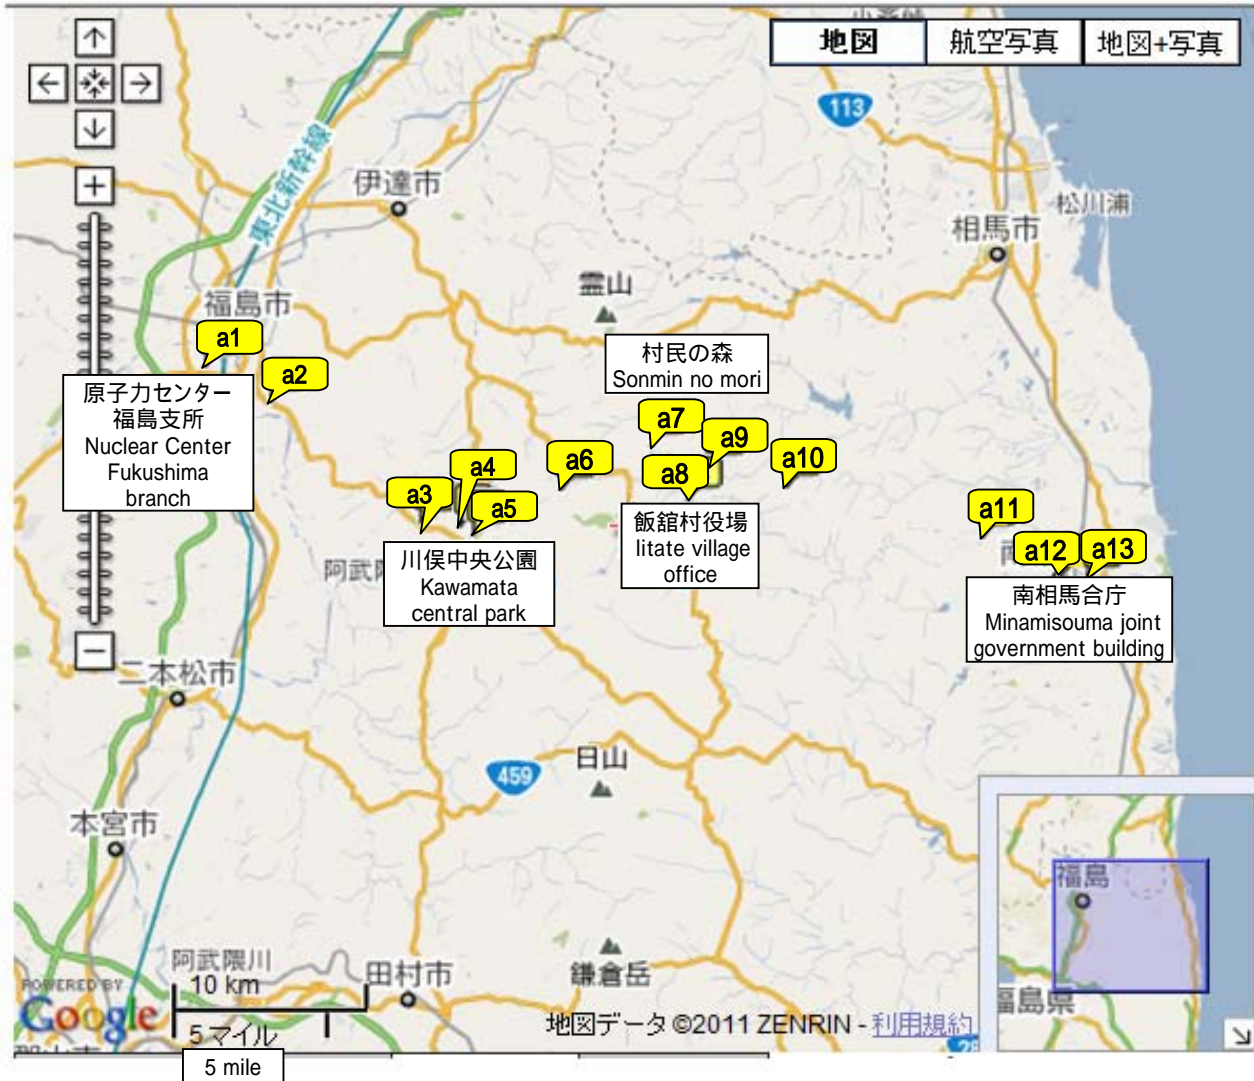 地図
航空写真
地図+写真
113
東北新幹線
伊達市
松川浦
相馬市
霊山
福島市
a1
村民の森
Sonmin no mori
a2
原子力センター
福島支所
Nuclear Center
Fukushima
branch
a7
a9
a4
a6
a8
a10
a3
a5
a11
飯舘村役場
Iitate village
office
a12
a13
川俣中央公園
Kawamata
central park
阿武
南相馬合庁
Minamisouma joint
government building
二本松市
日山
459
本宮市
福島
阿武隈川
10 km
田村市
鎌倉岳
福島県
POWERED BY
Google
5 マイル
地図データ ©2011 ZENRIN - 利用規約
5 mile